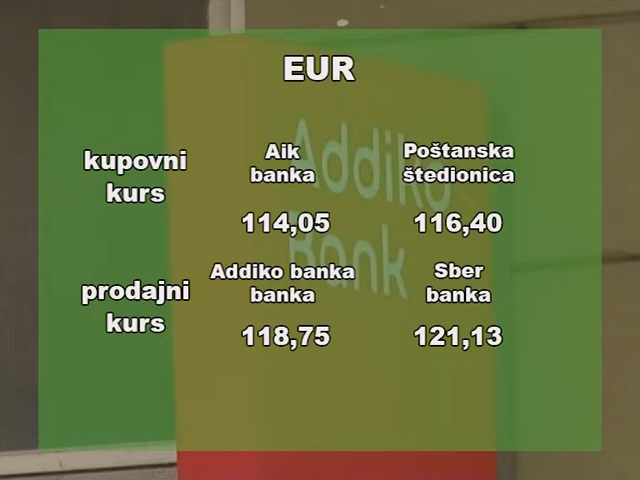 EUR
kupovni
kurs
Aik
banka
114,05
Poštanska
štedionica
116,40
prodajni
kurs
Addiko banka
banka
118,75
Sber
banka
121,13
Addiko
Bank